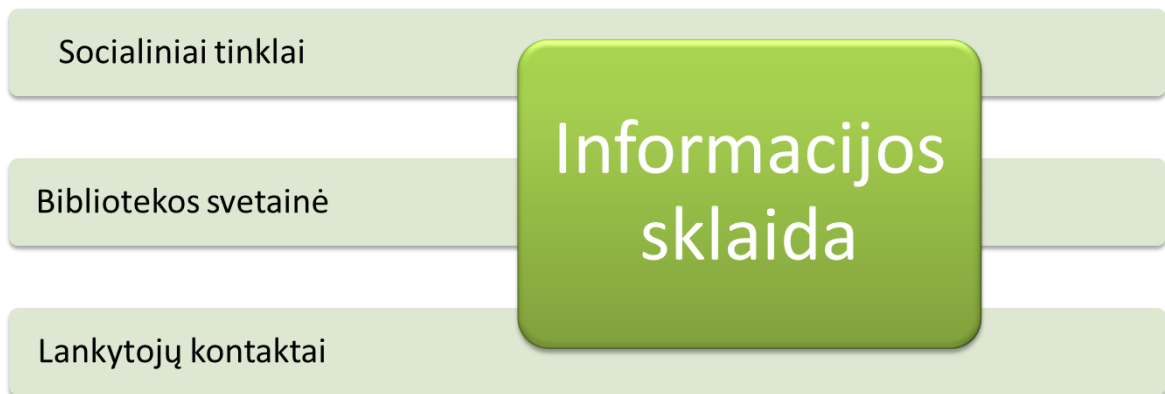 Socialiniai tinklai
Bibliotekos svetainė
Lankytojų kontaktai
Informacijos
sklaida